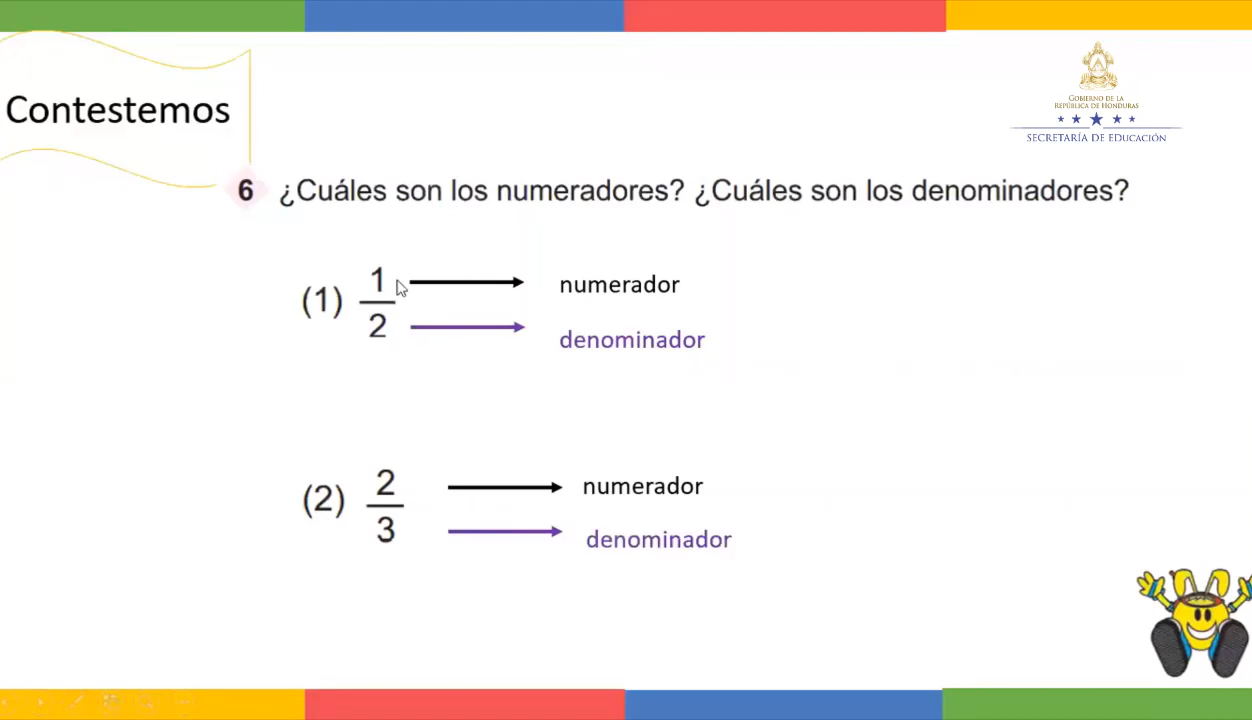 Contestemos
GOBIERNO DE LA
REPÚBLICA DE HONDURAS
SECRETARÍA DE EDUCACIÓN
6 ¿Cuáles son los numeradores? ¿Cuáles son los denominadores?
(1) 1/2
numerador
denominador
(2) 2/3
numerador
denominador